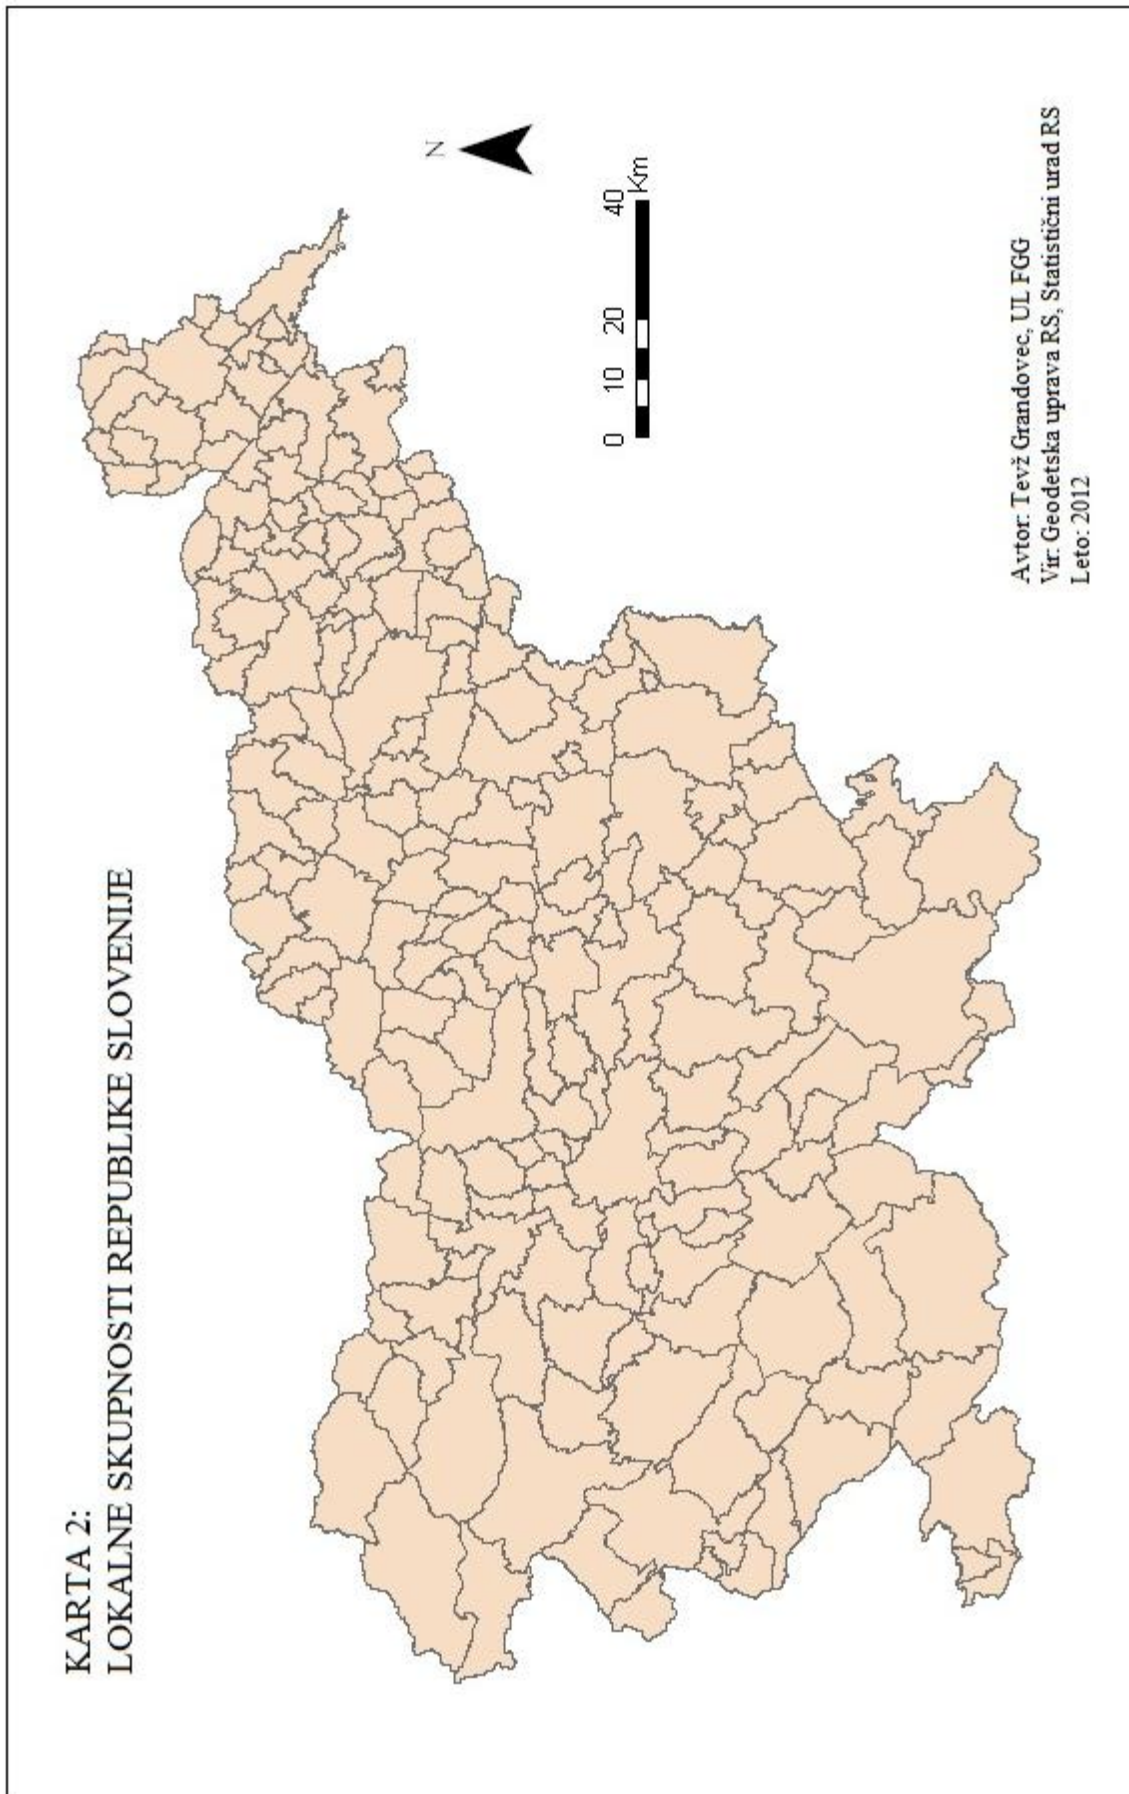 KARTA 2:
LOKALNE SKUPNOSTI REPUBLIKE SLOVENIJE
N
0 10 20 40
Km
Avtor: Tevž Grandovec, UL FGG
Vir: Geodetska uprava RS, Statistični urad RS
Leto: 2012